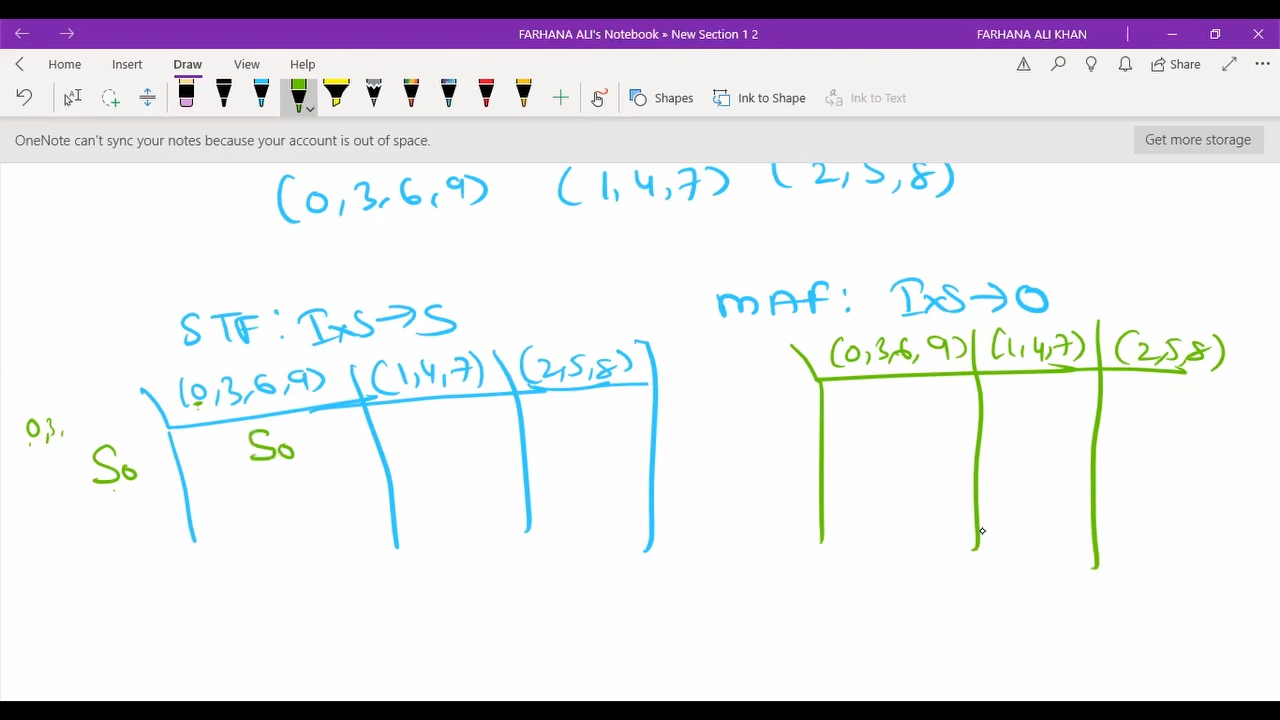 FARHANA ALI's Notebook » New Section 1 2
FARHANA ALI KHAN
Home Insert Draw View Help
Share
Shapes
Ink to Shape
Ink to Text
OneNote can't sync your notes because your account is out of space.
Get more storage
(0,3,6,9) (1,4,7) (2,5,8)
STF: I×S→S
MAF: I×S→O
(0,3,6,9) (1,4,7) (2,5,8)
(0,3,6,9) (1,4,7) (2,5,8)
0,3.
S0
S0